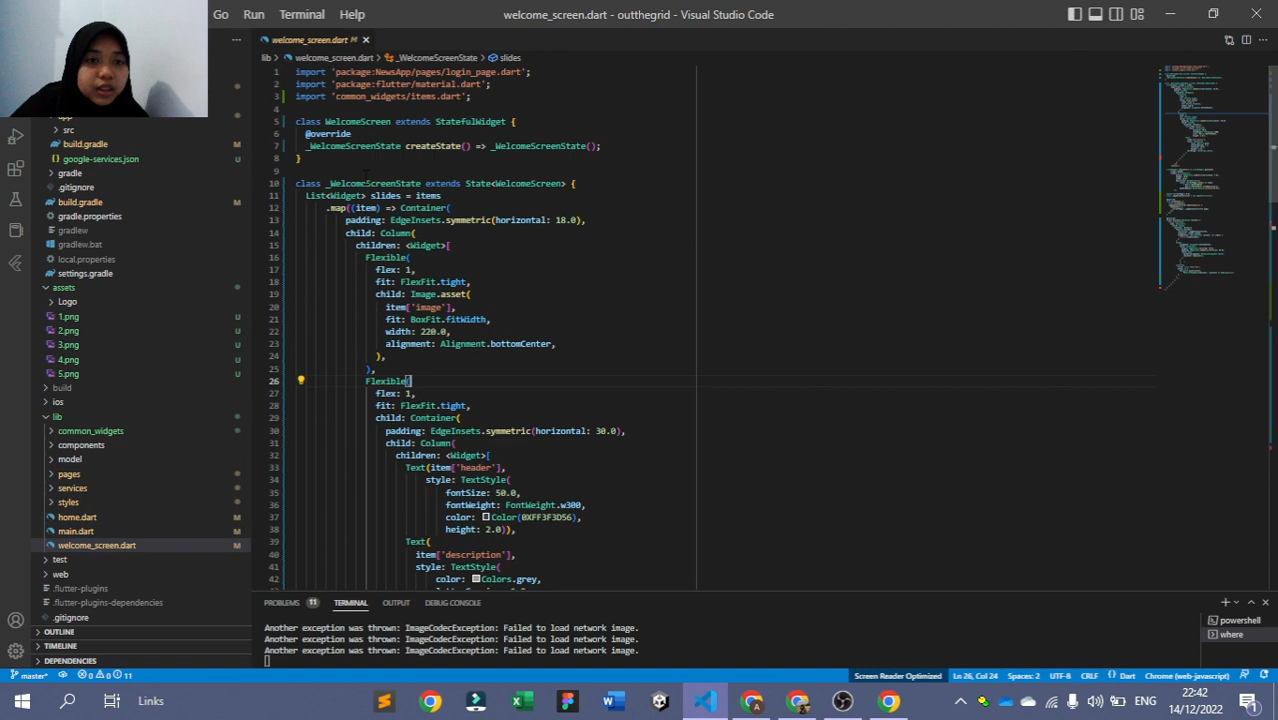 Go Run Terminal Help
welcome_screen.dart - outthegrid - Visual Studio Code
welcome_screen.dart M
lib > welcome_screen.dart > _WelcomeScreenState > slides
app
src
build.gradle M
google-services.json U
gradle
.gitignore
build.gradle M
gradle.properties
gradlew
gradlew.bat
local.properties
settings.gradle
assets
Logo
1.png U
2.png U
3.png U
4.png U
5.png U
build
ios
lib
common_widgets
components
model
pages
services
styles
home.dart M
main.dart M
welcome_screen.dart M
test
web
.flutter-plugins
.flutter-plugins-dependencies
.gitignore
OUTLINE
TIMELINE
DEPENDENCIES
1 import 'package:NewsApp/pages/login_page.dart';
2 import 'package:flutter/material.dart';
3 import 'common_widgets/items.dart';
4
5 class WelcomeScreen extends StatefulWidget {
6 @override
7 _WelcomeScreenState createState() => _WelcomeScreenState();
8 }
9
10 class _WelcomeScreenState extends State<WelcomeScreen> {
11 List<Widget> slides = items
12 .map((item) => Container(
13 padding: EdgeInsets.symmetric(horizontal: 18.0),
14 child: Column(
15 children: <Widget>[
16 Flexible(
17 flex: 1,
18 fit: FlexFit.tight,
19 child: Image.asset(
20 item['image'],
21 fit: BoxFit.fitWidth,
22 width: 220.0,
23 alignment: Alignment.bottomCenter,
24 ),
25 ),
26 Flexible(
27 flex: 1,
28 fit: FlexFit.tight,
29 child: Container(
30 padding: EdgeInsets.symmetric(horizontal: 30.0),
31 child: Column(
32 children: <Widget>[
33 Text(item['header'],
34 style: TextStyle(
35 fontSize: 50.0,
36 fontWeight: FontWeight.w300,
37 color: Color(0XFF3F3D56),
38 height: 2.0)),
39 Text(
40 item['description'],
41 style: TextStyle(
42 color: Colors.grey,
PROBLEMS 11 TERMINAL OUTPUT DEBUG CONSOLE
Another exception was thrown: ImageCodecException: Failed to load network image.
Another exception was thrown: ImageCodecException: Failed to load network image.
Another exception was thrown: ImageCodecException: Failed to load network image.
powershell
where
master* 0 0 11
Screen Reader Optimized Ln 26, Col 24 Spaces: 2 UTF-8 CRLF {} Dart Chrome (web-javascript)
Links
ENG
22:42
14/12/2022
1